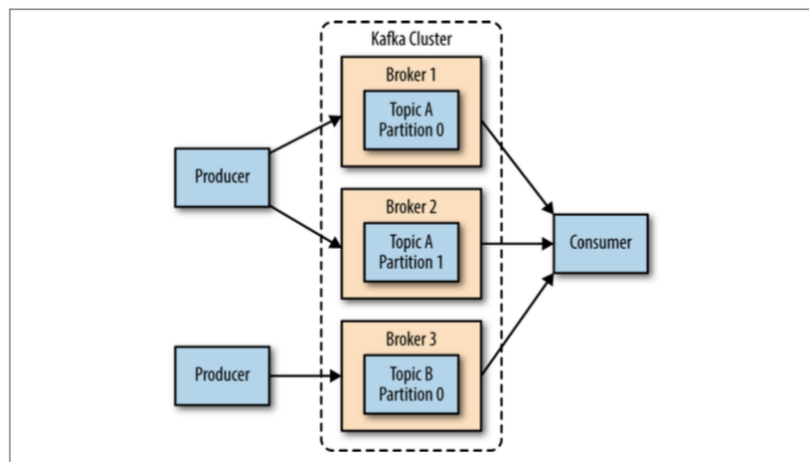 Kafka Cluster
Broker 1
Topic A
Partition 0
Producer
Broker 2
Topic A
Partition 1
Consumer
Broker 3
Producer
Topic B
Partition 0